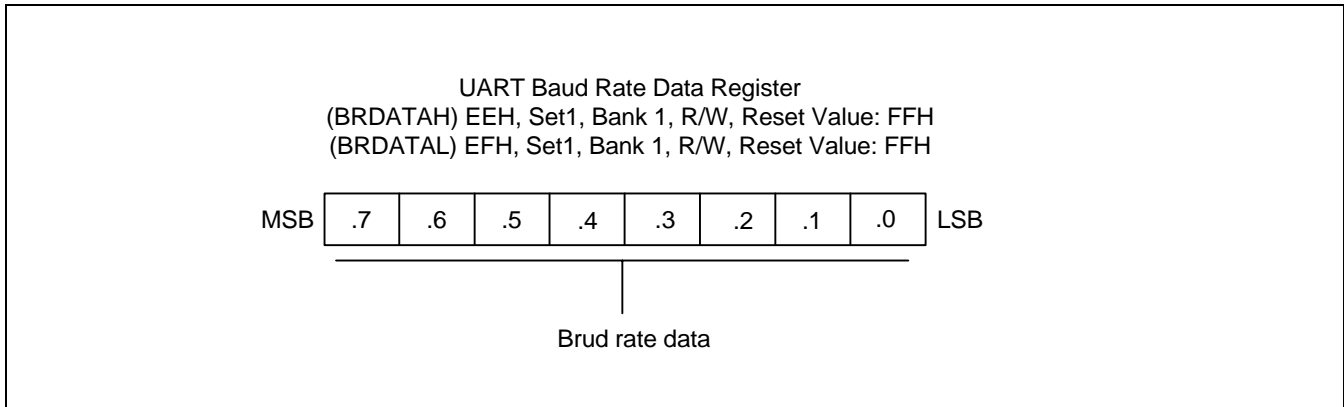 UART Baud Rate Data Register
(BRDATAH) EEH, Set1, Bank 1, R/W, Reset Value: FFH
(BRDATAL) EFH, Set1, Bank 1, R/W, Reset Value: FFH
MSB .7 .6 .5 .4 .3 .2 .1 .0 LSB
Brud rate data